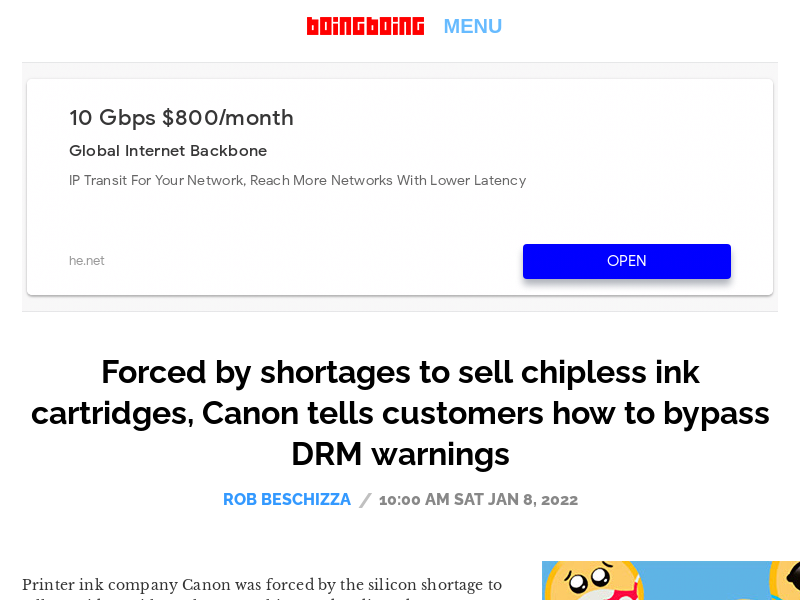 boingboing MENU
10 Gbps $800/month
Global Internet Backbone
IP Transit For Your Network, Reach More Networks With Lower Latency
he.net OPEN
Forced by shortages to sell chipless ink
cartridges, Canon tells customers how to bypass
DRM warnings
ROB BESCHIZZA / 10:00 AM SAT JAN 8, 2022
Printer ink company Canon was forced by the silicon shortage to